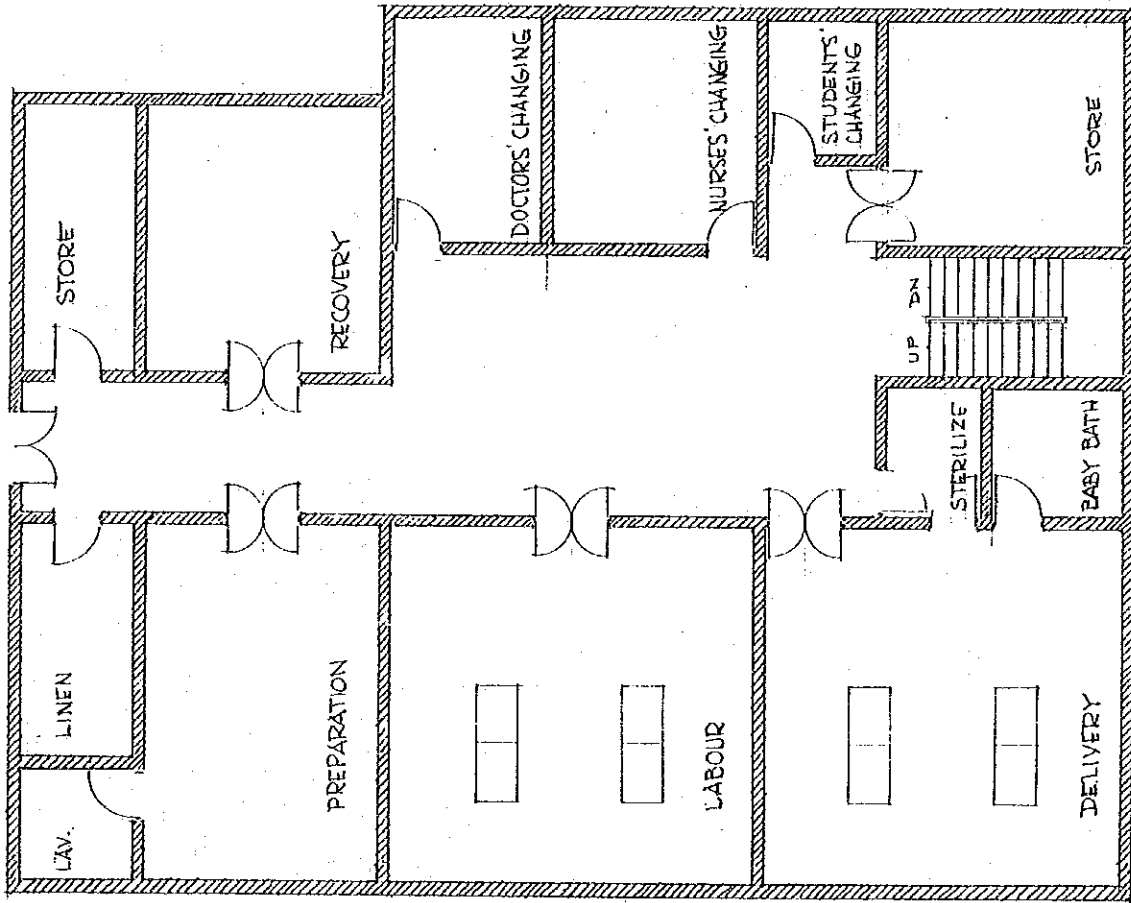 STORE
RECOVERY
DOCTORS' CHANGING
NURSES' CHANGING
STUDENTS'
CHANGING
STORE
UP
DN
LINEN
LAV.
PREPARATION
LABOUR
DELIVERY
STERILIZE
BABY BATH